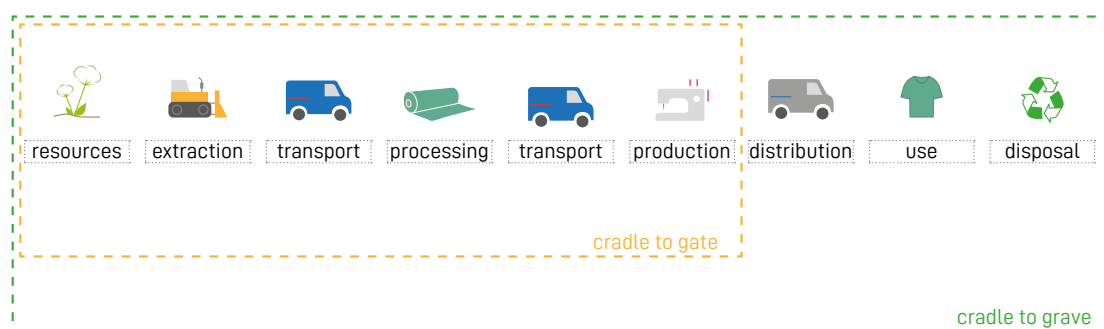 resources extraction transport processing transport production distribution use disposal
cradle to gate
cradle to grave